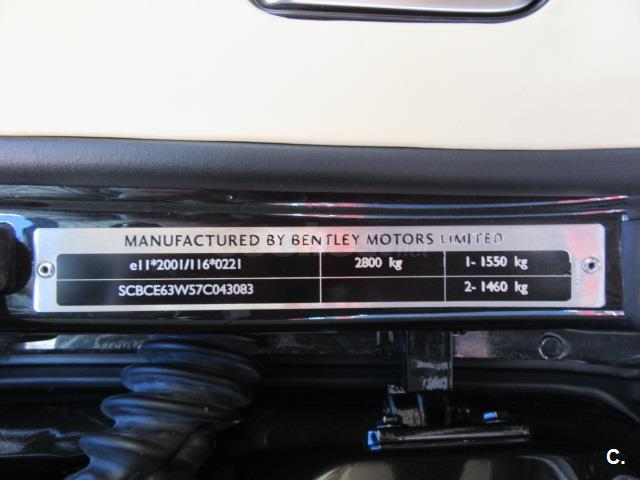 MANUFACTURED BY BENTLEY MOTORS LIMITED
e11*2001/116*0221 2800 kg 1- 1550 kg
SCBCE63W57C043083 2- 1460 kg
C.